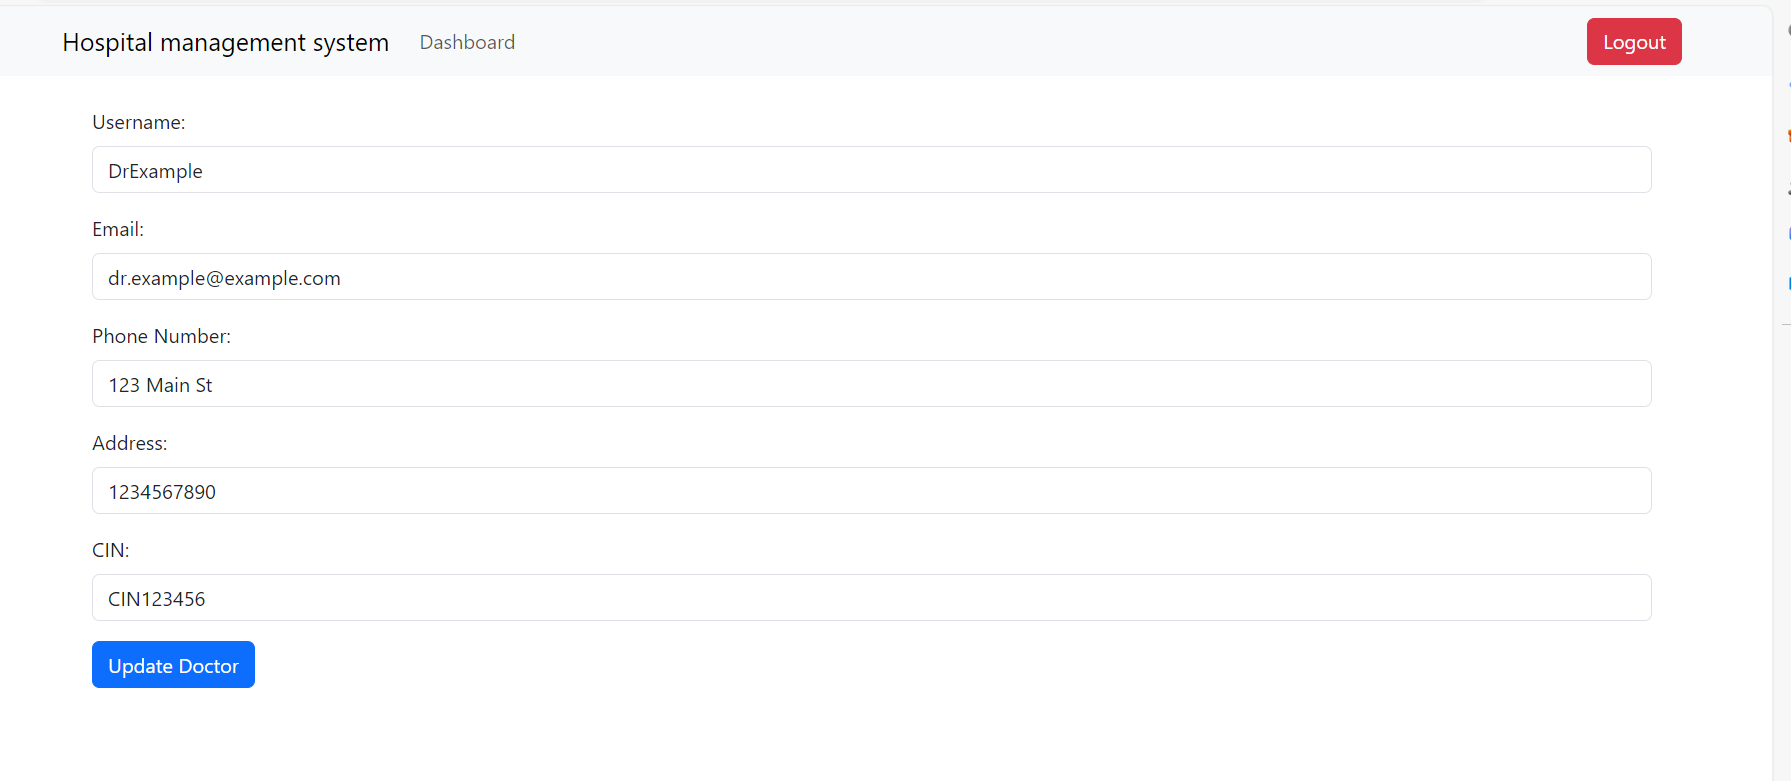 Hospital management system Dashboard Logout
Username:
DrExample
Email:
dr.example@example.com
Phone Number:
123 Main St
Address:
1234567890
CIN:
CIN123456
Update Doctor